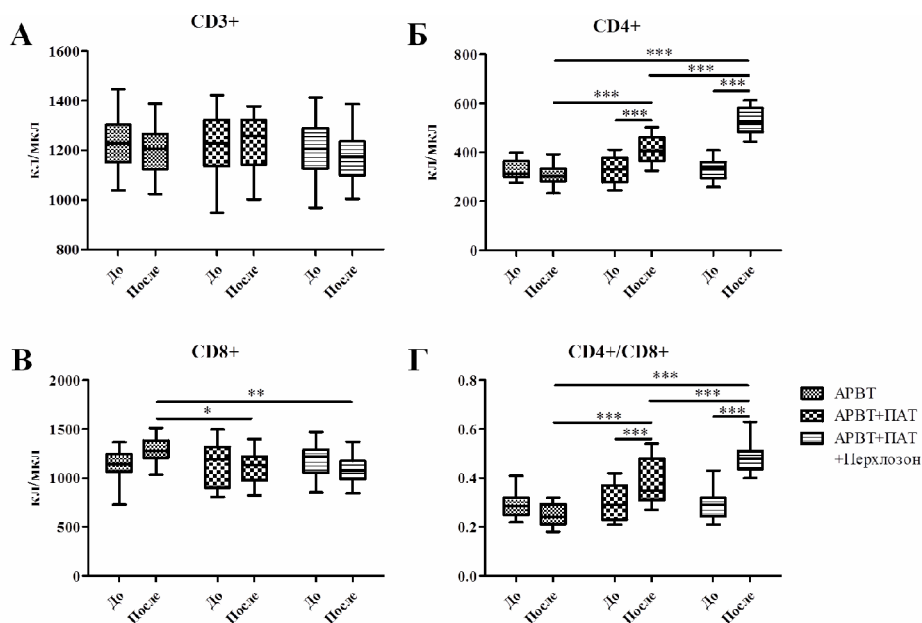 А
CD3+
кл/мкл
1600
1400
1200
1000
800
До
После
До
После
До
После
Б
CD4+
кл/мкл
800
600
400
200
0
***
***
***
***
***
До
После
До
После
До
После
В
CD8+
кл/мкл
2000
1500
1000
500
0
**
*
До
После
До
После
До
После
Г
CD4+/CD8+
0.8
0.6
0.4
0.2
0.0
***
***
***
***
***
До
После
До
После
До
После
АРВТ
АРВТ+ПАТ
АРВТ+ПАТ
+Перхлозон